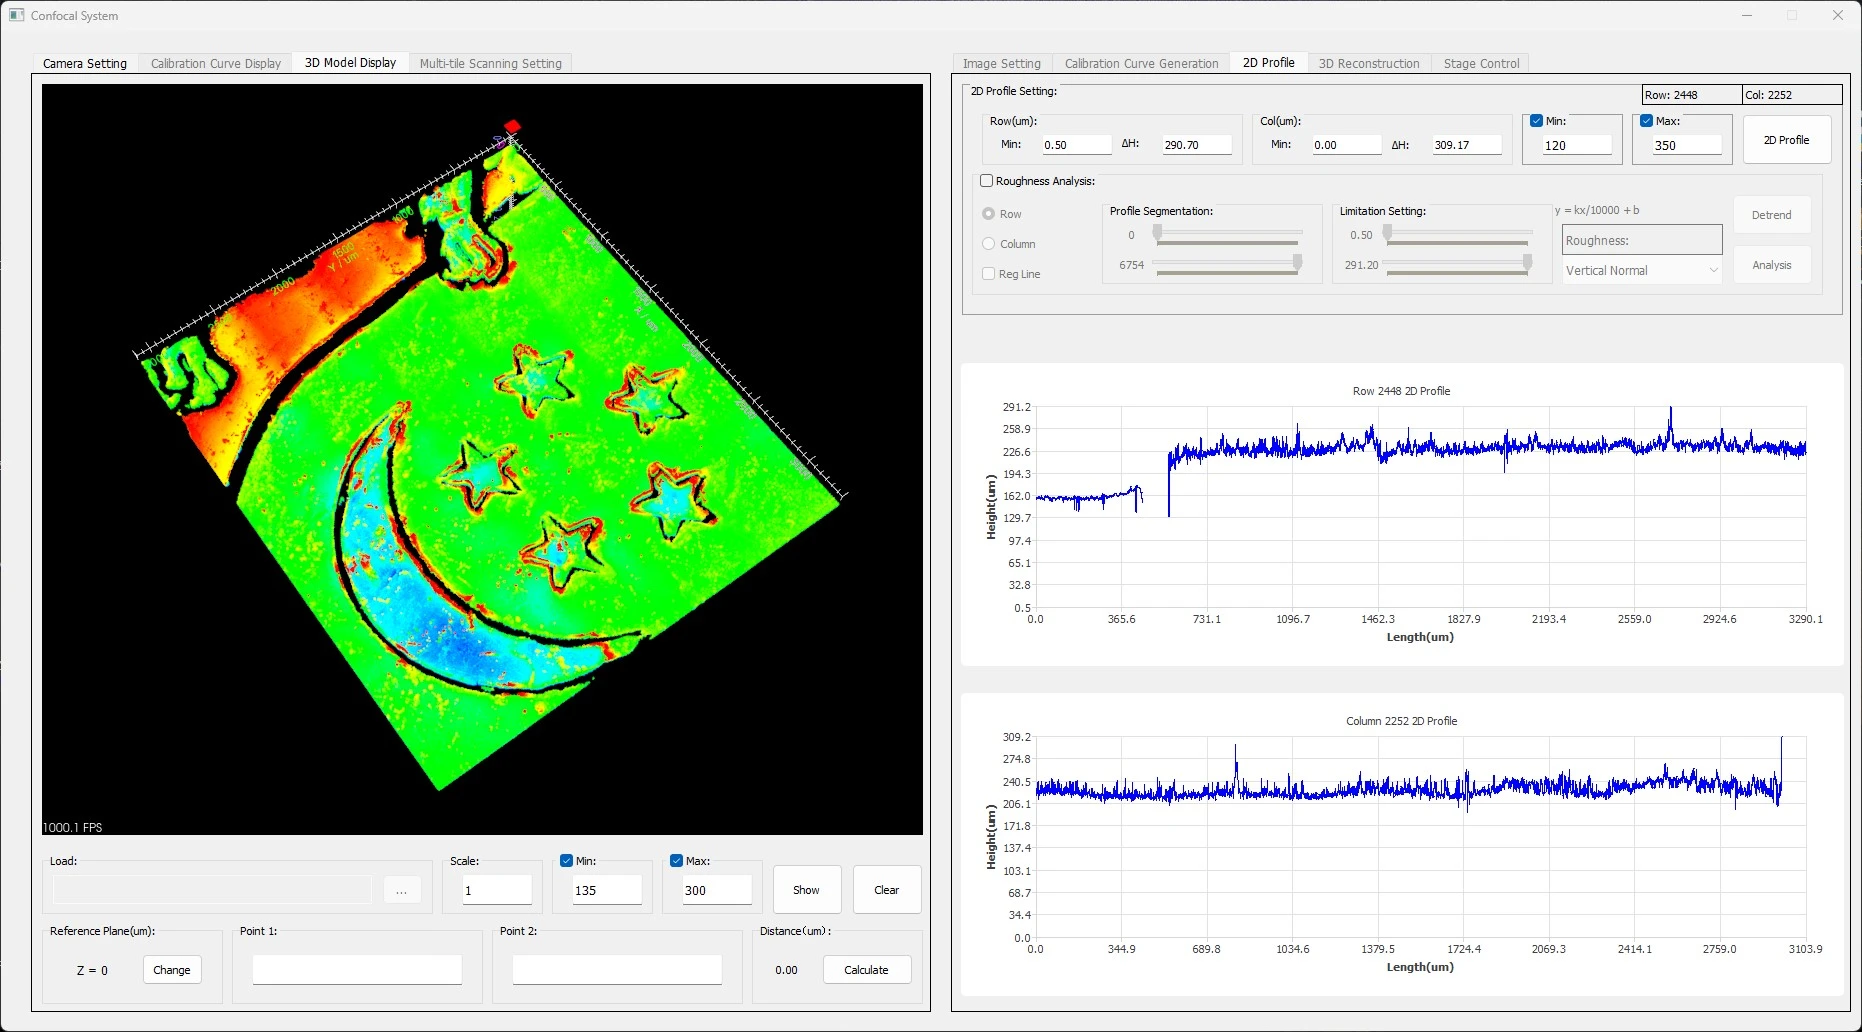 Confocal System
Camera Setting
Calibration Curve Display
3D Model Display
Multi-tile Scanning Setting
1500
Y / um
2000
1000
1000.1 FPS
Load:
...
Scale:
1
Min:
135
Max:
300
Show
Clear
Reference Plane(um):
Z = 0
Change
Point 1:
Point 2:
Distance(um):
0.00
Calculate
Image Setting
Calibration Curve Generation
2D Profile
3D Reconstruction
Stage Control
2D Profile Setting:
Row: 2448
Col: 2252
Row(um):
Min: 0.50 ΔH: 290.70
Col(um):
Min: 0.00 ΔH: 309.17
Min:
120
Max:
350
2D Profile
Roughness Analysis:
Row
Column
Reg Line
Profile Segmentation:
0
6754
Limitation Setting:
0.50
291.20
y = kx/10000 + b
Roughness:
Vertical Normal
Detrend
Analysis
Row 2448 2D Profile
291.2
258.9
226.6
194.3
162.0
129.7
97.4
65.1
32.8
0.5
Height(um)
0.0 365.6 731.1 1096.7 1462.3 1827.9 2193.4 2559.0 2924.6 3290.1
Length(um)
Column 2252 2D Profile
309.2
274.8
240.5
206.1
171.8
137.4
103.1
68.7
34.4
0.0
Height(um)
0.0 344.9 689.8 1034.6 1379.5 1724.4 2069.3 2414.1 2759.0 3103.9
Length(um)